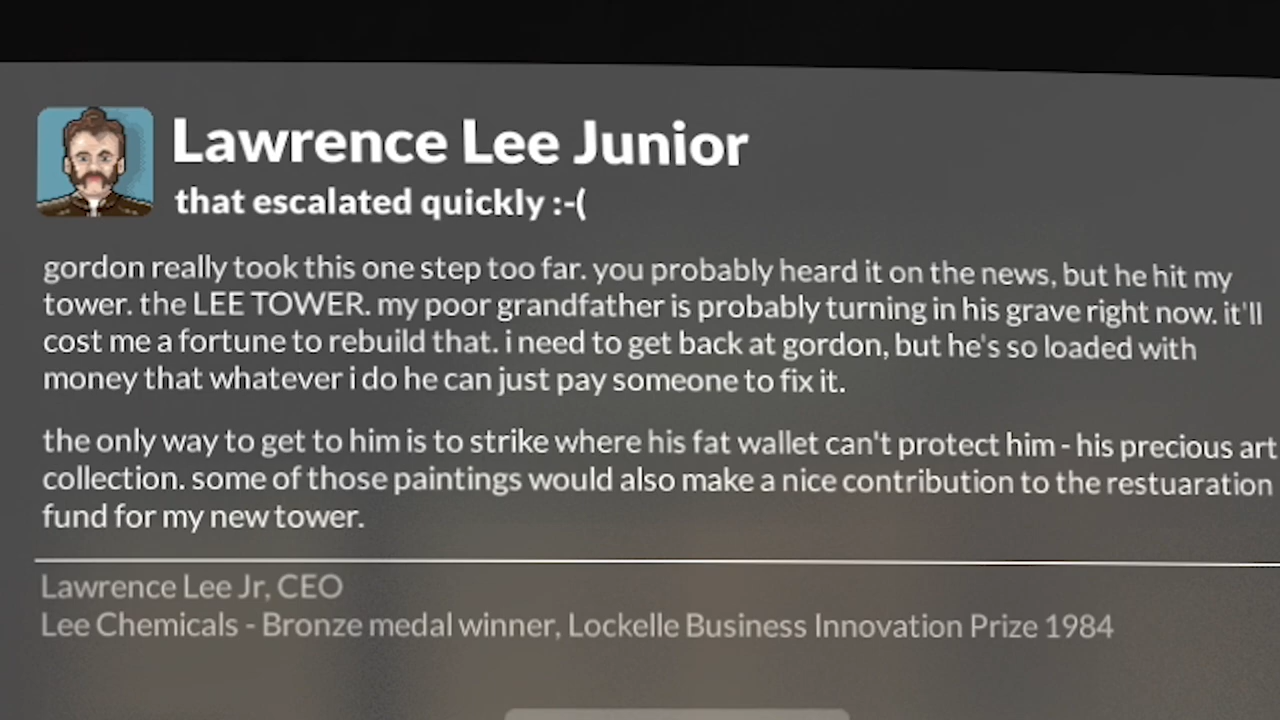 Lawrence Lee Junior
that escalated quickly :-(
gordon really took this one step too far. you probably heard it on the news, but he hit my
tower. the LEE TOWER. my poor grandfather is probably turning in his grave right now. it'll
cost me a fortune to rebuild that. i need to get back at gordon, but he's so loaded with
money that whatever i do he can just pay someone to fix it.
the only way to get to him is to strike where his fat wallet can't protect him - his precious art
collection. some of those paintings would also make a nice contribution to the restuaration
fund for my new tower.
Lawrence Lee Jr, CEO
Lee Chemicals - Bronze medal winner, Lockelle Business Innovation Prize 1984